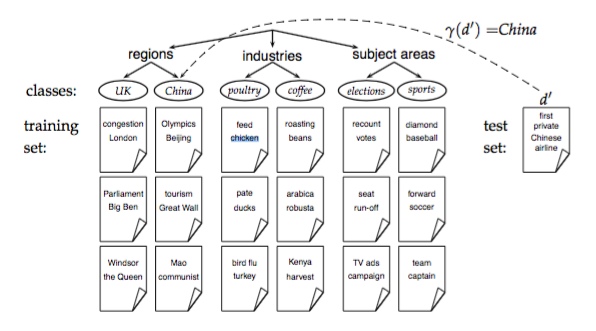 γ(d′) =China
regions industries subject areas
classes: UK China poultry coffee elections sports
d′
training set:
congestion London
Olympics Beijing
feed chicken
roasting beans
recount votes
diamond baseball
test set:
first private Chinese airline
Parliament Big Ben
tourism Great Wall
pate ducks
arabica robusta
seat run-off
forward soccer
Windsor the Queen
Mao communist
bird flu turkey
Kenya harvest
TV ads campaign
team captain